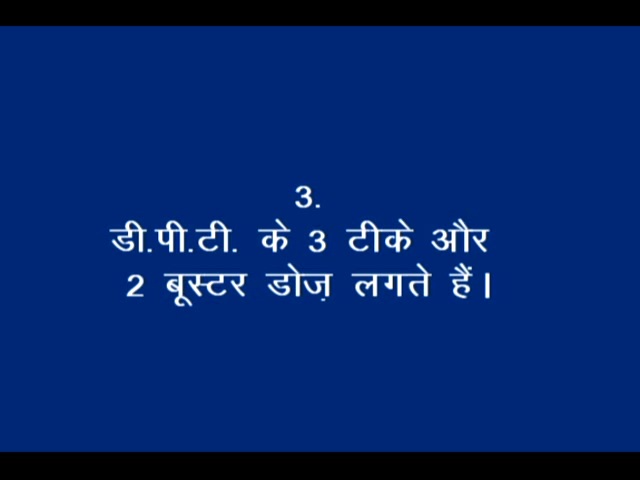 3.
डी.पी.टी. के 3 टीके और
2 बूस्टर डोज़ लगते हैं।